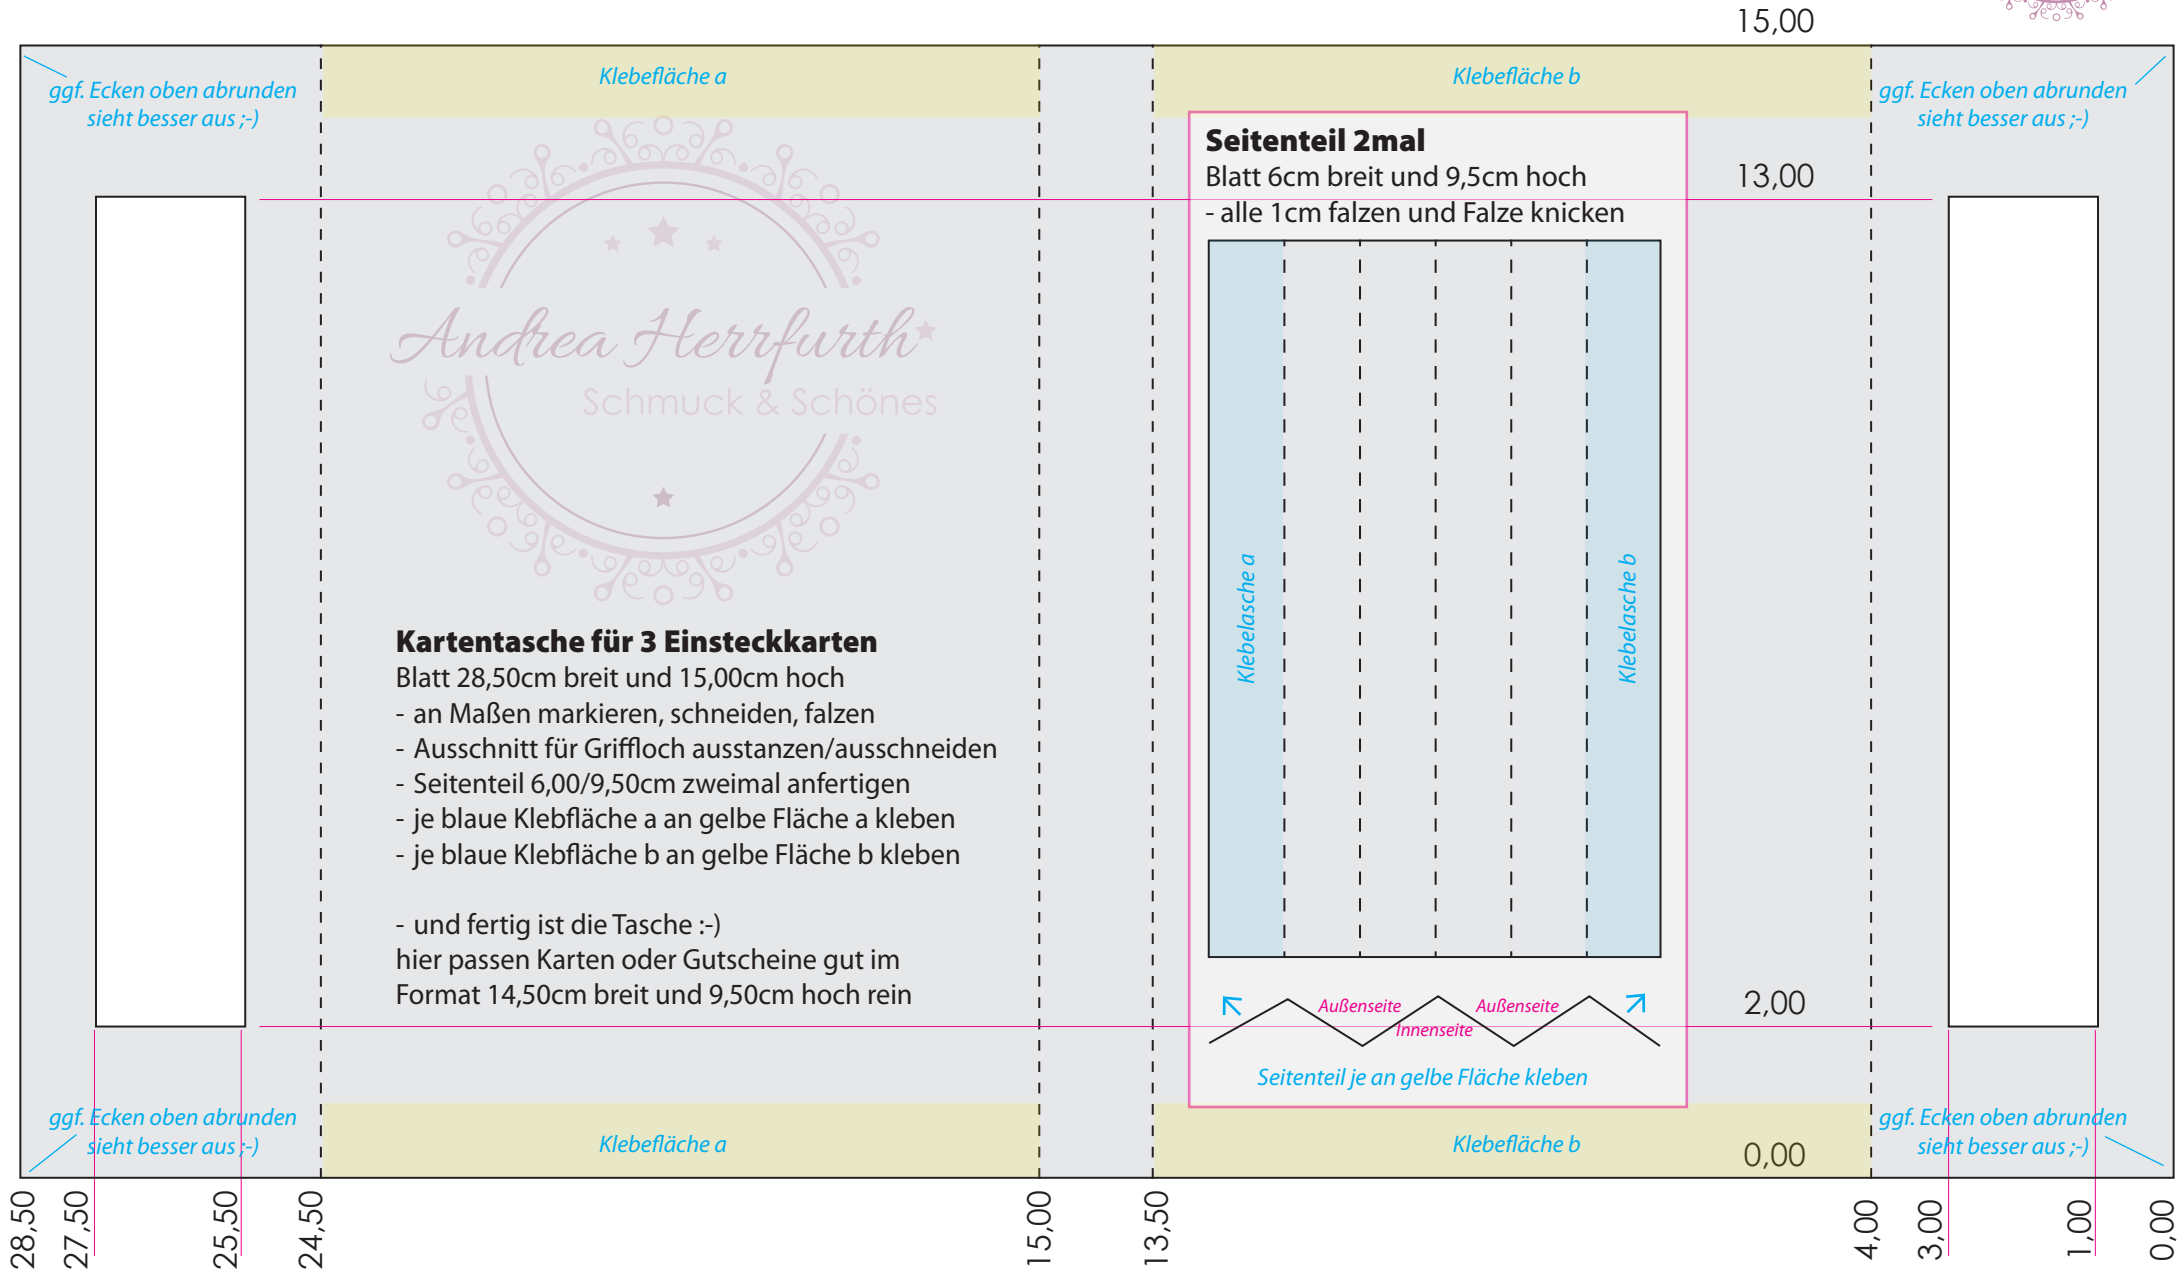 15,00
ggf. Ecken oben abrunden
sieht besser aus ;-)
Klebefläche a
Klebefläche b
ggf. Ecken oben abrunden
sieht besser aus ;-)
Seitenteil 2mal
Blatt 6cm breit und 9,5cm hoch
- alle 1cm falzen und Falze knicken
13,00
Andrea Herrfurth
Schmuck & Schönes
Klebelasche a
Klebelasche b
Kartentasche für 3 Einsteckkarten
Blatt 28,50cm breit und 15,00cm hoch
- an Maßen markieren, schneiden, falzen
- Ausschnitt für Griffloch ausstanzen/ausschneiden
- Seitenteil 6,00/9,50cm zweimal anfertigen
- je blaue Klebfläche a an gelbe Fläche a kleben
- je blaue Klebfläche b an gelbe Fläche b kleben
- und fertig ist die Tasche :-)
hier passen Karten oder Gutscheine gut im
Format 14,50cm breit und 9,50cm hoch rein
Außenseite
Außenseite
Innenseite
2,00
Seitenteil je an gelbe Fläche kleben
ggf. Ecken oben abrunden
sieht besser aus ;-)
Klebefläche a
Klebefläche b
0,00
ggf. Ecken oben abrunden
sieht besser aus ;-)
28,50
27,50
25,50
24,50
15,00
13,50
4,00
3,00
1,00
0,00